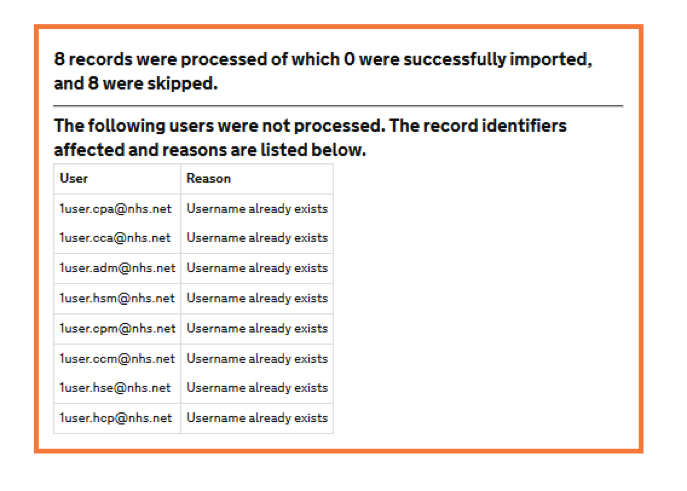 8 records were processed of which 0 were successfully imported,
and 8 were skipped.
The following users were not processed. The record identifiers
affected and reasons are listed below.
User Reason
1user.cpa@nhs.net Username already exists
1user.cca@nhs.net Username already exists
1user.adm@nhs.net Username already exists
1user.hsm@nhs.net Username already exists
1user.cpm@nhs.net Username already exists
1user.ccm@nhs.net Username already exists
1user.hse@nhs.net Username already exists
1user.hcp@nhs.net Username already exists